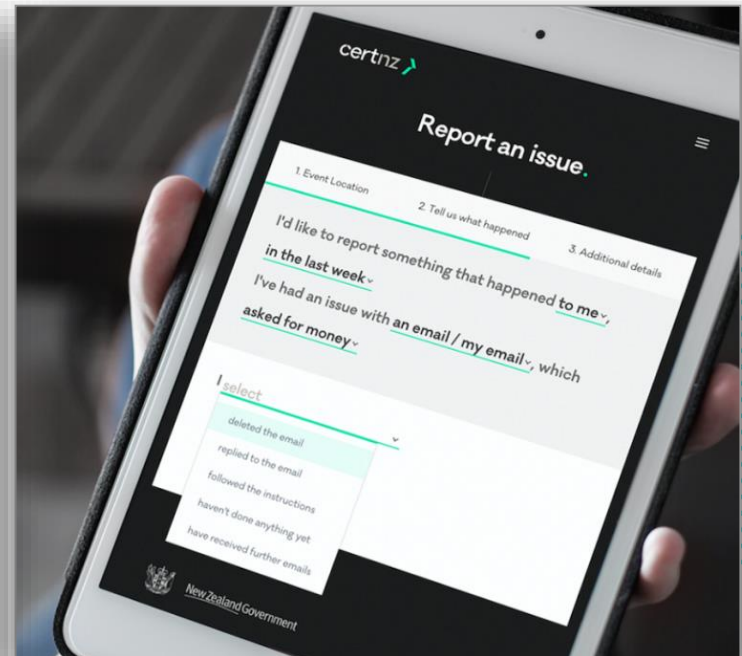 certnz
Report an issue.
1. Event Location
2. Tell us what happened
3. Additional details
I'd like to report something that happened to me,
in the last week
I've had an issue with an email / my email, which
asked for money
I select
deleted the email
replied to the email
followed the instructions
haven't done anything yet
have received further emails
New Zealand Government